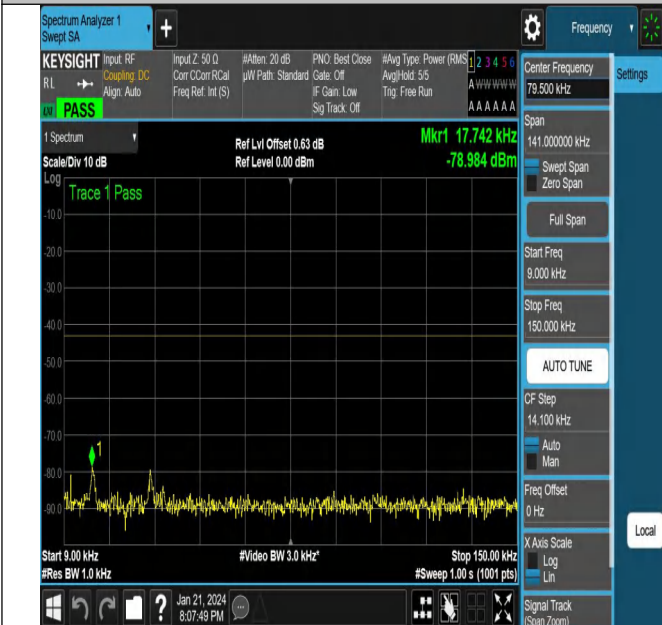 Spectrum Analyzer 1
Swept SA
+
Frequency
KEYSIGHT
RL
Input: RF
Coupling: DC
Align: Auto
Input Z: 50 Ω
Corr CCorr RCal
Freq Ref: Int (S)
#Atten: 20 dB
µW Path: Standard
PNO: Best Close
Gate: Off
IF Gain: Low
Sig Track: Off
#Avg Type: Power (RMS
Avg|Hold: 5/5
Trig: Free Run
1 2 3 4 5 6
A W W W W W
A A A A A A
PASS
1 Spectrum
Scale/Div 10 dB
Log
Ref Lvl Offset 0.63 dB
Ref Level 0.00 dBm
Mkr1 17.742 kHz
-78.984 dBm
Trace 1 Pass
-10.0
-20.0
-30.0
-40.0
-50.0
-60.0
-70.0
-80.0
-90.0
1
Start 9.00 kHz
#Res BW 1.0 kHz
#Video BW 3.0 kHz*
Stop 150.00 kHz
#Sweep 1.00 s (1001 pts)
?
Jan 21, 2024
8:07:49 PM
Center Frequency
79.500 kHz
Settings
Span
141.000000 kHz
Swept Span
Zero Span
Full Span
Start Freq
9.000 kHz
Stop Freq
150.000 kHz
AUTO TUNE
CF Step
14.100 kHz
Auto
Man
Freq Offset
0 Hz
Local
X Axis Scale
Log
Lin
Signal Track
(Span Zoom)